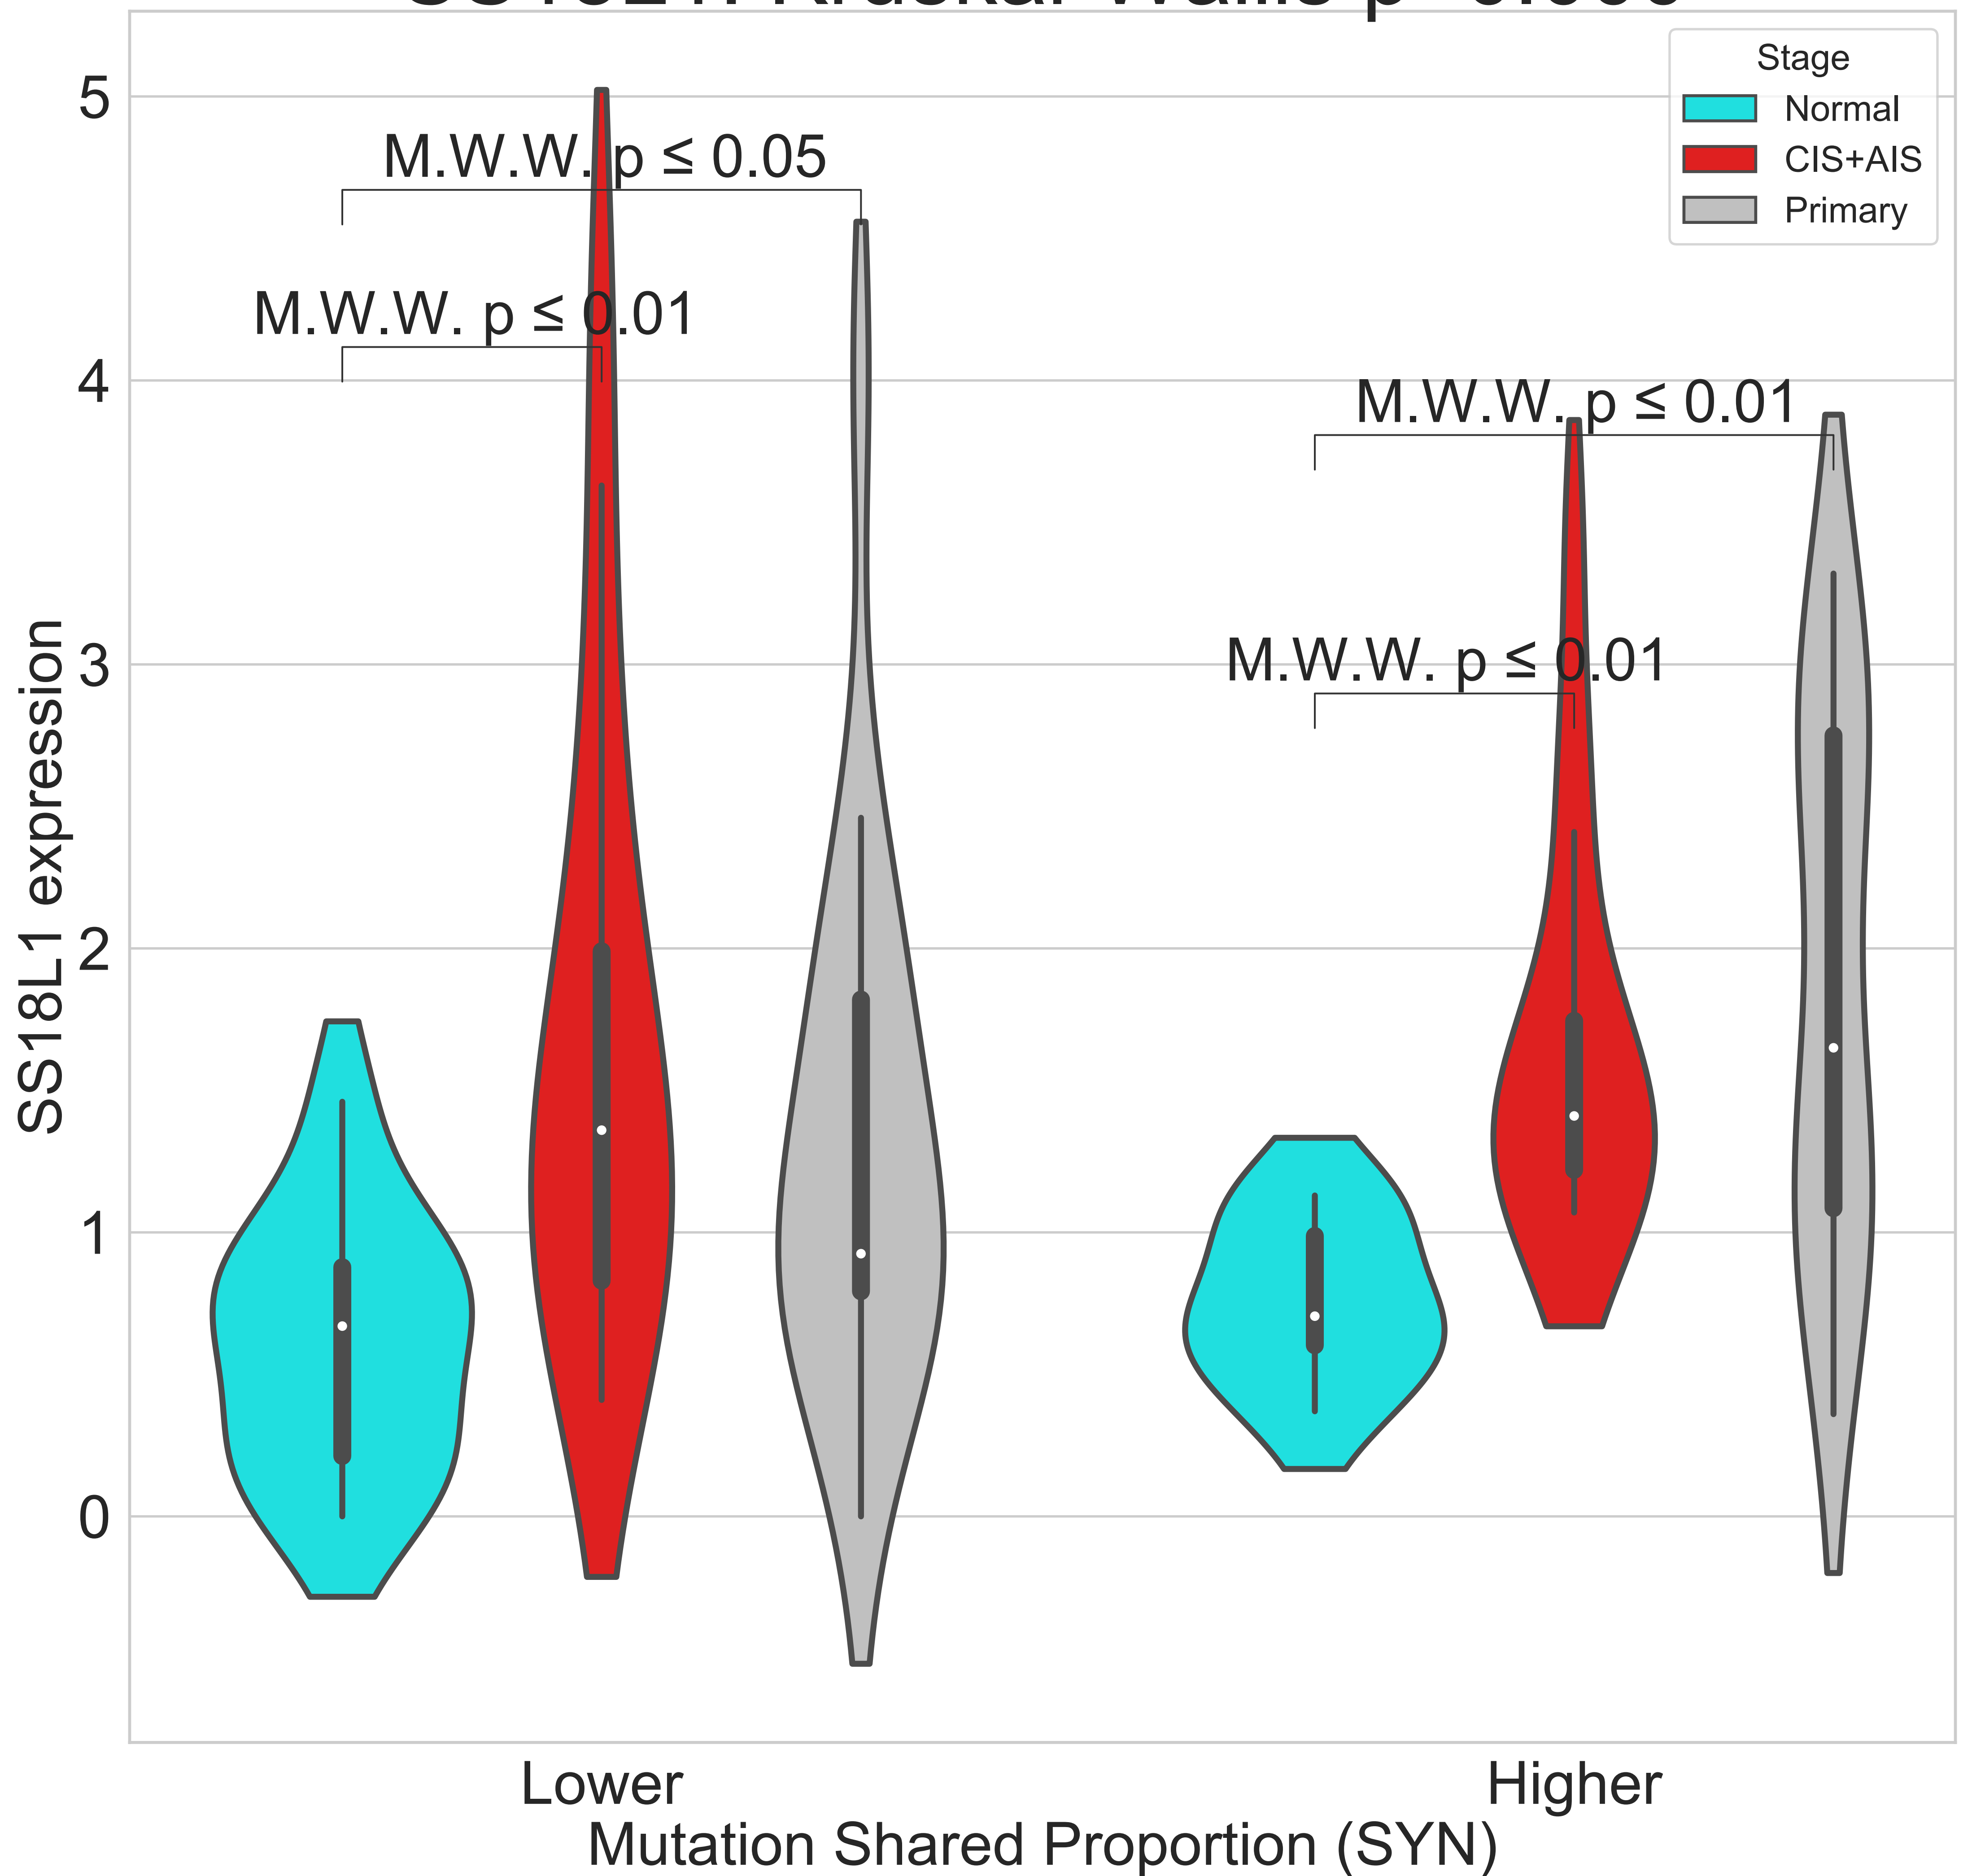 Stage
Normal
CIS+AIS
Primary
5
4
3
2
1
0
M.W.W. p ≤ 0.05
M.W.W. p ≤ 0.01
M.W.W. p ≤ 0.01
M.W.W. p ≤ 0.01
SS18L1 expression
Lower
Higher
Mutation Shared Proportion (SYN)